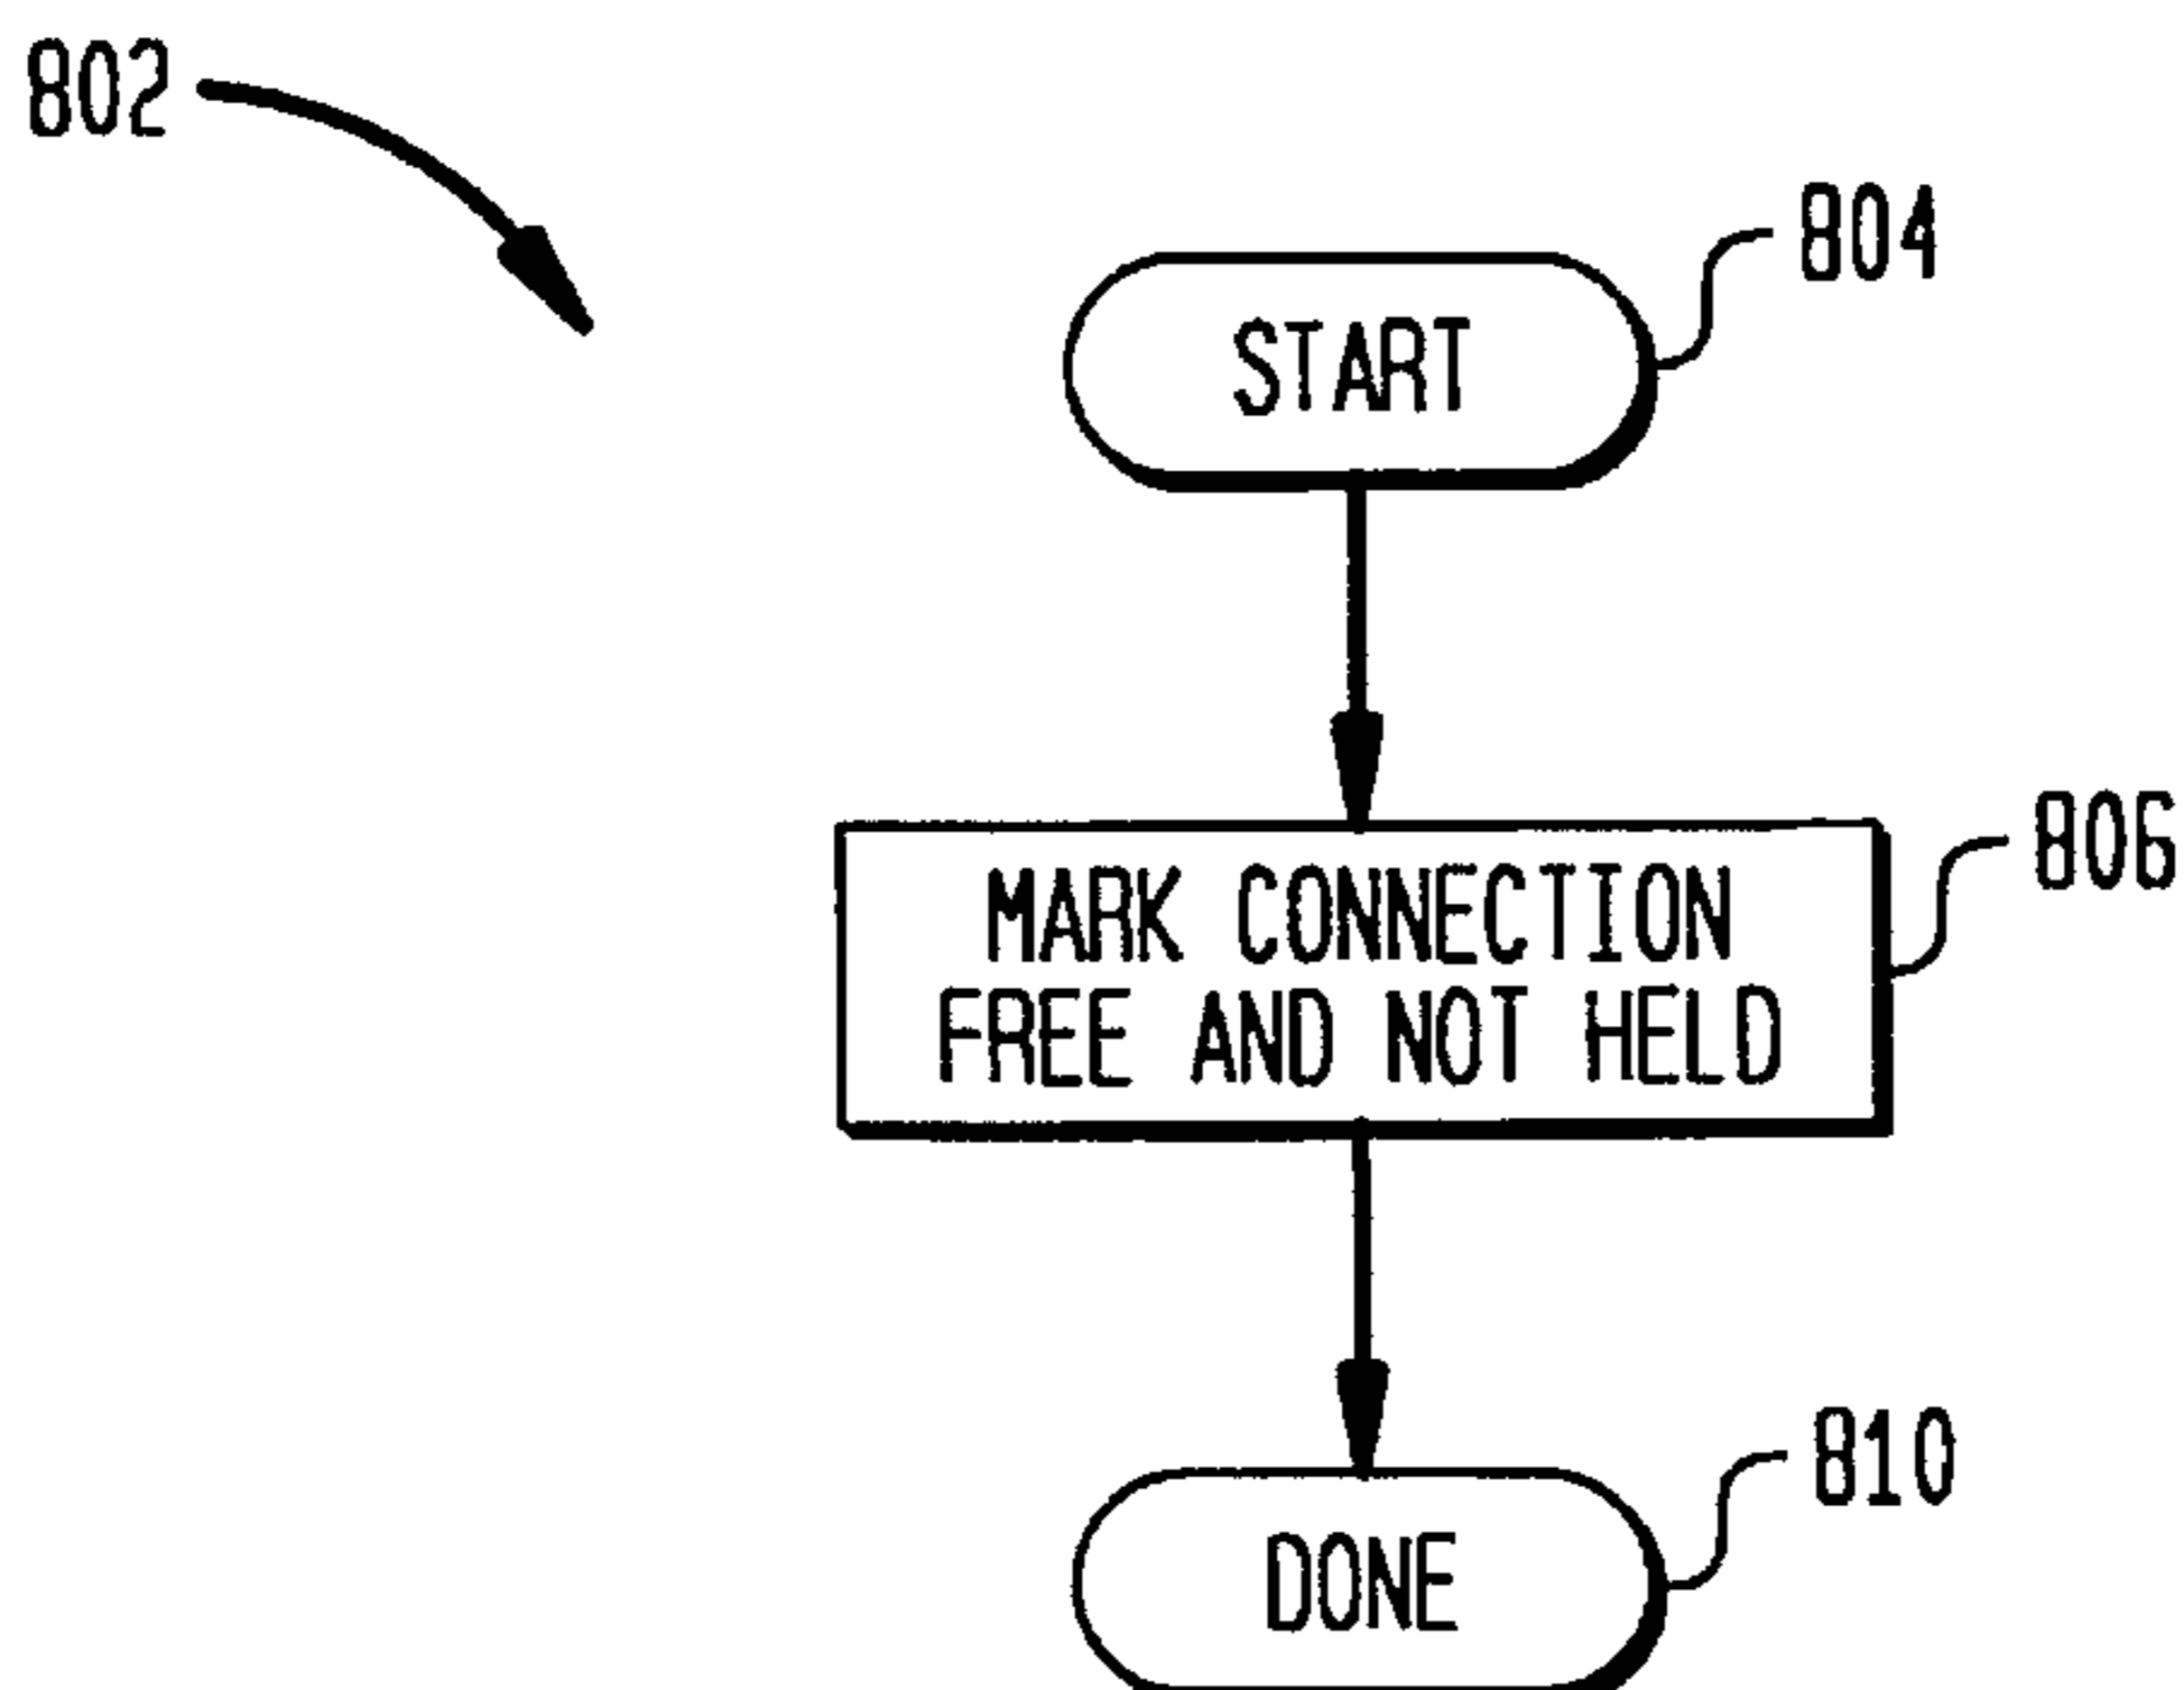 802
804
START
806
MARK CONNECTION
FREE AND NOT HELD
810
DONE